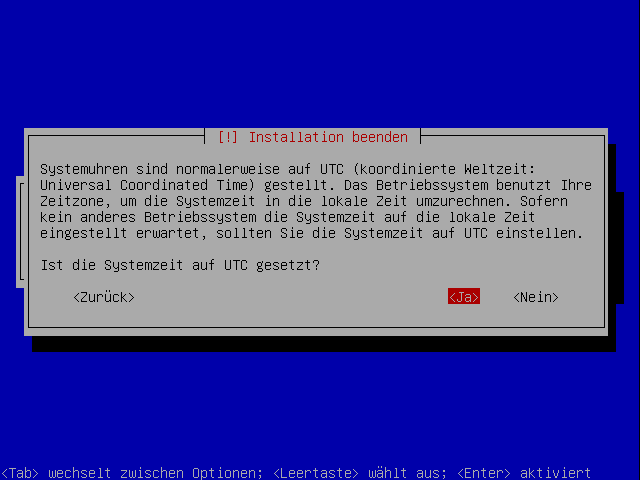 [!] Installation beenden
Systemuhren sind normalerweise auf UTC (koordinierte Weltzeit:
Universal Coordinated Time) gestellt. Das Betriebssystem benutzt Ihre
Zeitzone, um die Systemzeit in die lokale Zeit umzurechnen. Sofern
kein anderes Betriebssystem die Systemzeit auf die lokale Zeit
eingestellt erwartet, sollten Sie die Systemzeit auf UTC einstellen.
Ist die Systemzeit auf UTC gesetzt?
<Zurück> <Ja> <Nein>
<Tab> wechselt zwischen Optionen; <Leertaste> wählt aus; <Enter> aktiviert